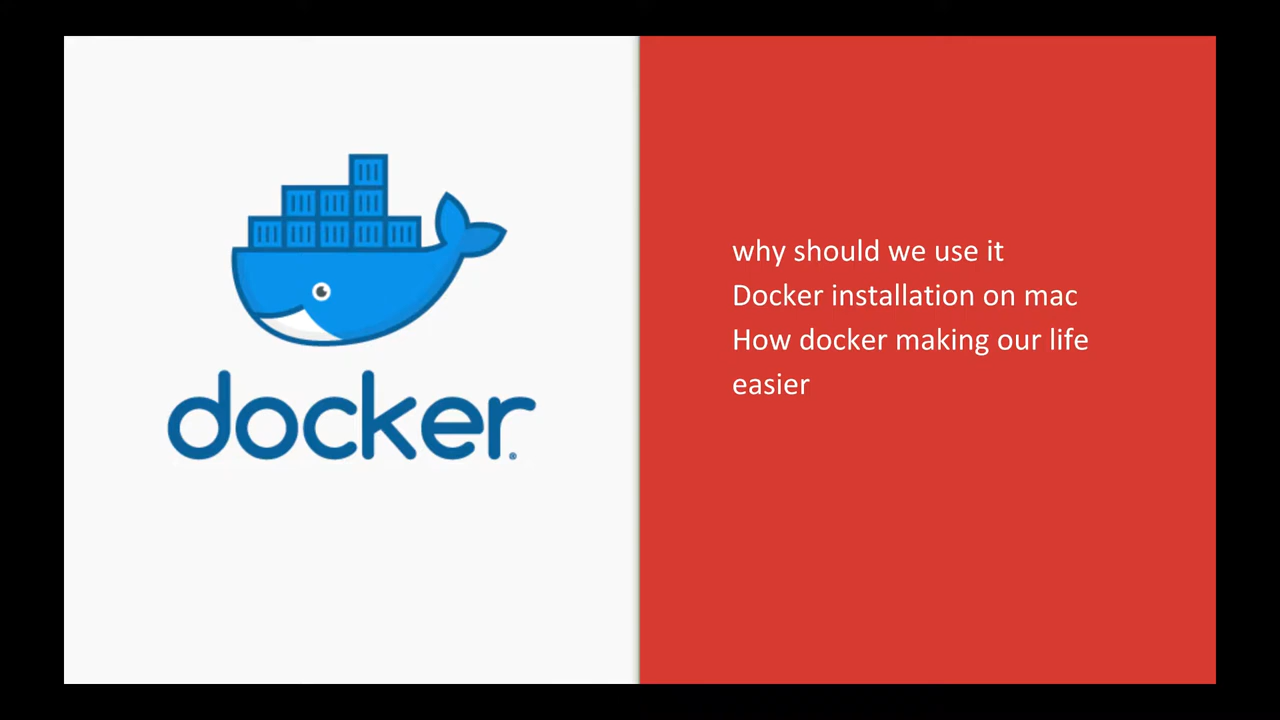 docker
why should we use it
Docker installation on mac
How docker making our life
easier